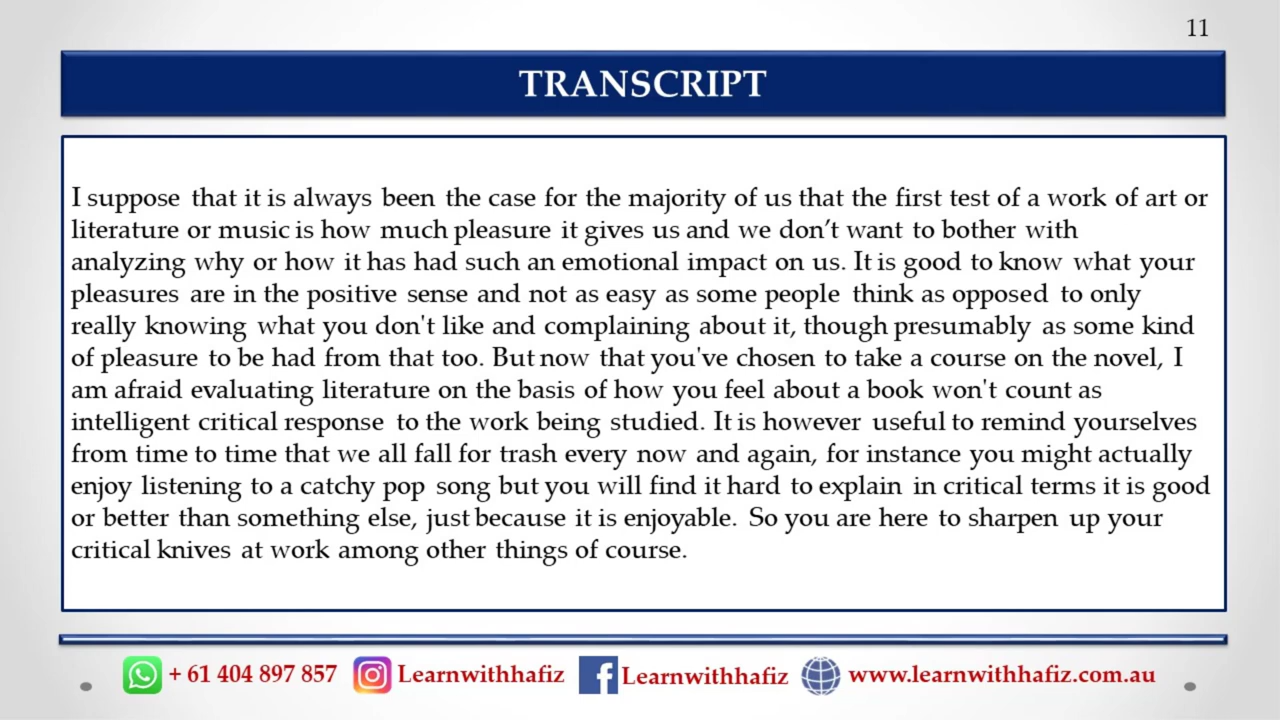 11
TRANSCRIPT
I suppose that it is always been the case for the majority of us that the first test of a work of art or
literature or music is how much pleasure it gives us and we don’t want to bother with
analyzing why or how it has had such an emotional impact on us. It is good to know what your
pleasures are in the positive sense and not as easy as some people think as opposed to only
really knowing what you don't like and complaining about it, though presumably as some kind
of pleasure to be had from that too. But now that you've chosen to take a course on the novel, I
am afraid evaluating literature on the basis of how you feel about a book won't count as
intelligent critical response to the work being studied. It is however useful to remind yourselves
from time to time that we all fall for trash every now and again, for instance you might actually
enjoy listening to a catchy pop song but you will find it hard to explain in critical terms it is good
or better than something else, just because it is enjoyable. So you are here to sharpen up your
critical knives at work among other things of course.
+ 61 404 897 857 Learnwithhafiz Learnwithhafiz www.learnwithhafiz.com.au